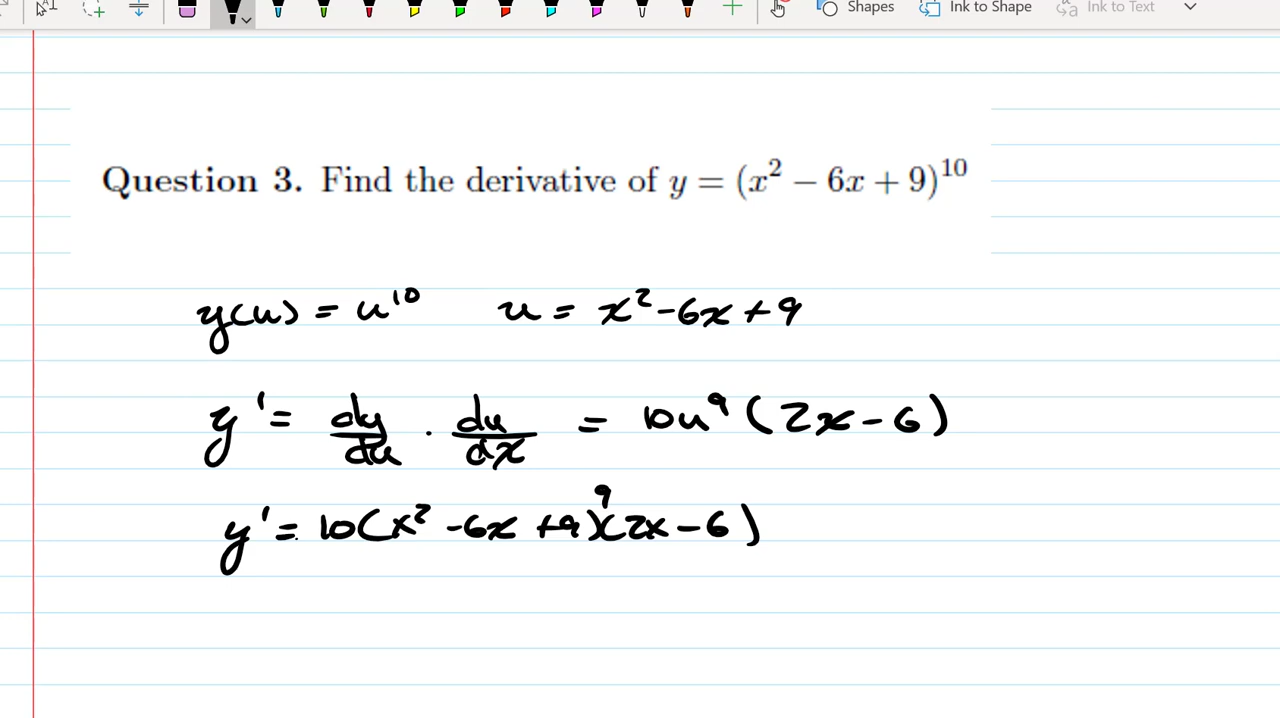 Shapes Ink to Shape Ink to Text
Question 3. Find the derivative of y = (x² − 6x + 9)¹⁰
y(u) = u¹⁰ u = x² - 6x + 9
y' = dy/du · du/dx = 10u⁹ (2x - 6)
y' = 10(x² - 6x + 9)⁹(2x - 6)